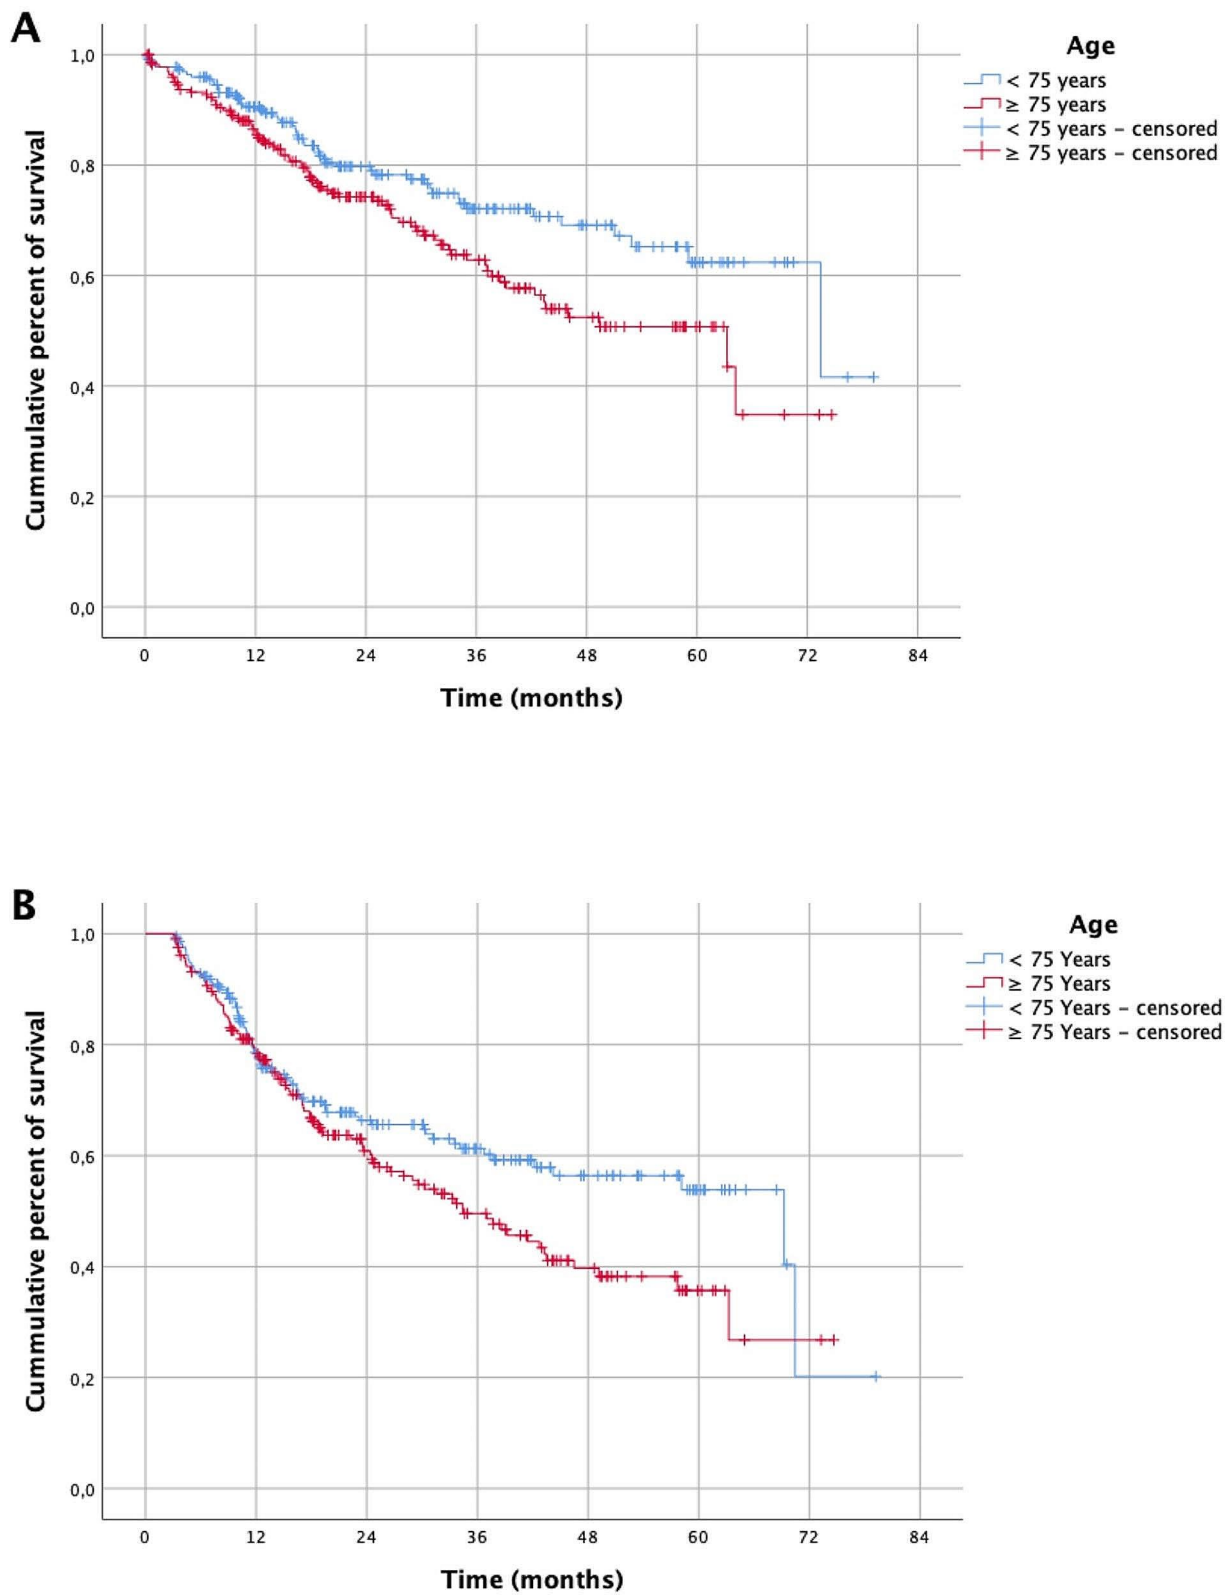 A
Age
< 75 years
≥ 75 years
< 75 years – censored
≥ 75 years – censored
Cummulative percent of survival
1,0
0,8
0,6
0,4
0,2
0,0
0 12 24 36 48 60 72 84
Time (months)
B
Age
< 75 Years
≥ 75 Years
< 75 Years – censored
≥ 75 Years – censored
Cummulative percent of survival
1,0
0,8
0,6
0,4
0,2
0,0
0 12 24 36 48 60 72 84
Time (months)